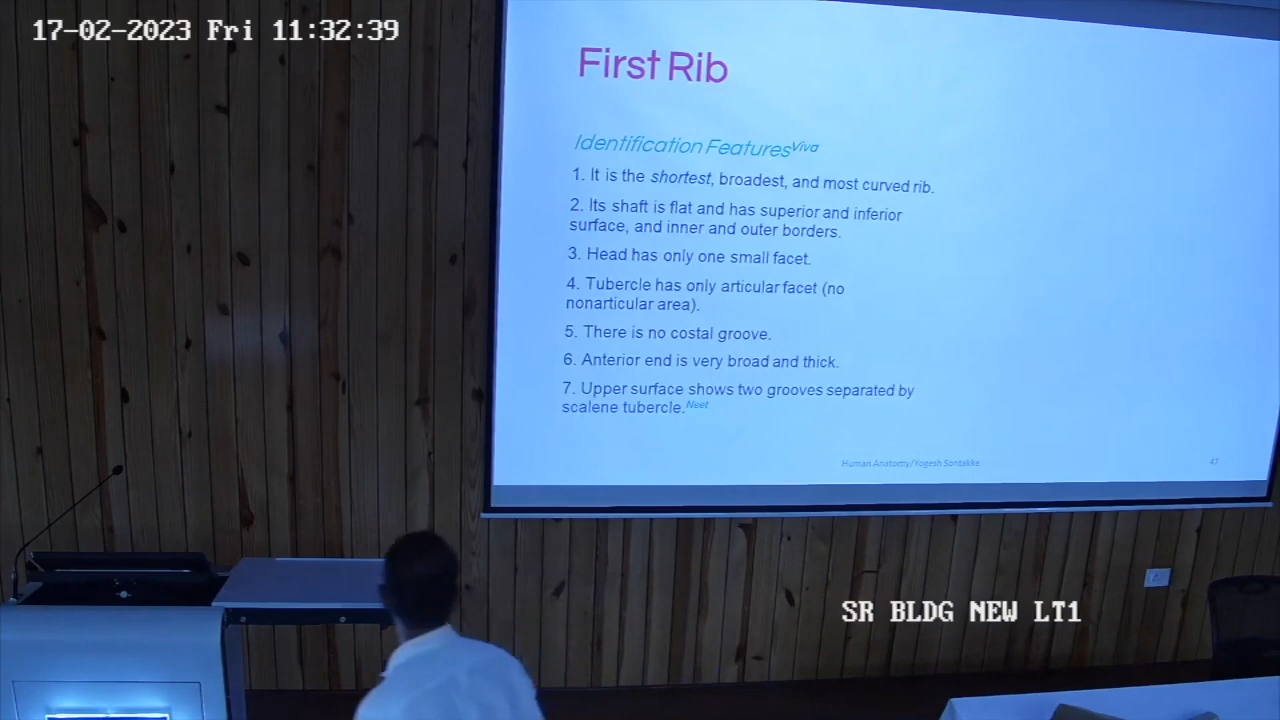 17-02-2023 Fri 11:32:39
First Rib
Identification FeaturesViva
1. It is the shortest, broadest, and most curved rib.
2. Its shaft is flat and has superior and inferior
surface, and inner and outer borders.
3. Head has only one small facet.
4. Tubercle has only articular facet (no
nonarticular area).
5. There is no costal groove.
6. Anterior end is very broad and thick.
7. Upper surface shows two grooves separated by
scalene tubercle.Neet
Human Anatomy/Yogesh Sontakke
47
SR BLDG NEW LT1